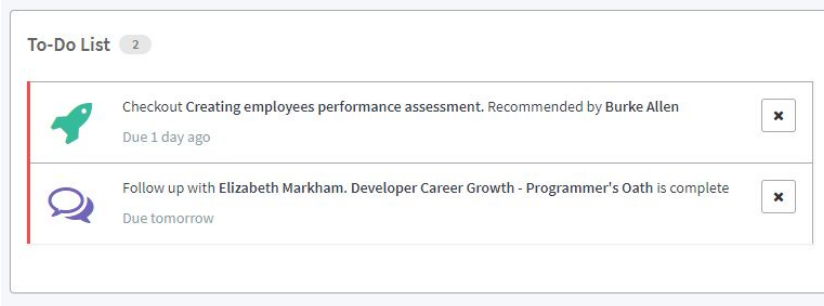 To-Do List 2
Checkout Creating employees performance assessment. Recommended by Burke Allen
Due 1 day ago
Follow up with Elizabeth Markham. Developer Career Growth - Programmer's Oath is complete
Due tomorrow